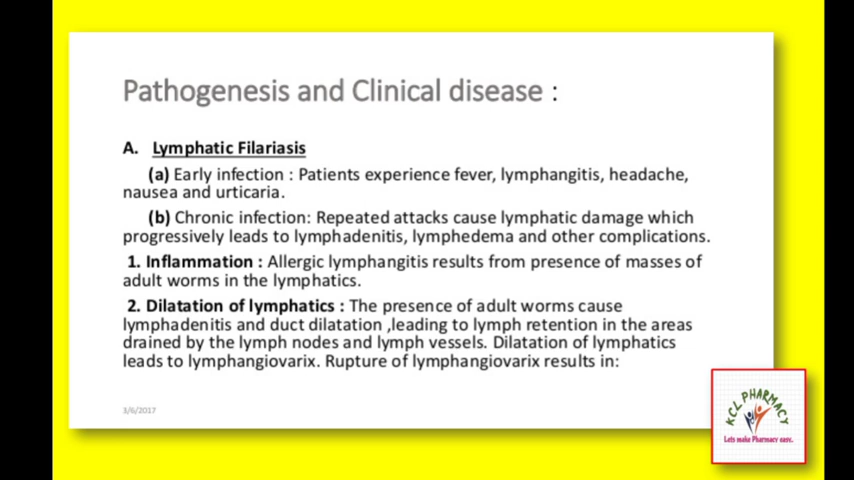 Pathogenesis and Clinical disease :
A. Lymphatic Filariasis
(a) Early infection : Patients experience fever, lymphangitis, headache,
nausea and urticaria.
(b) Chronic infection: Repeated attacks cause lymphatic damage which
progressively leads to lymphadenitis, lymphedema and other complications.
1. Inflammation : Allergic lymphangitis results from presence of masses of
adult worms in the lymphatics.
2. Dilatation of lymphatics : The presence of adult worms cause
lymphadenitis and duct dilatation ,leading to lymph retention in the areas
drained by the lymph nodes and lymph vessels. Dilatation of lymphatics
leads to lymphangiovarix. Rupture of lymphangiovarix results in:
3/6/2017
KCL PHARMACY
Lets make Pharmacy easy.